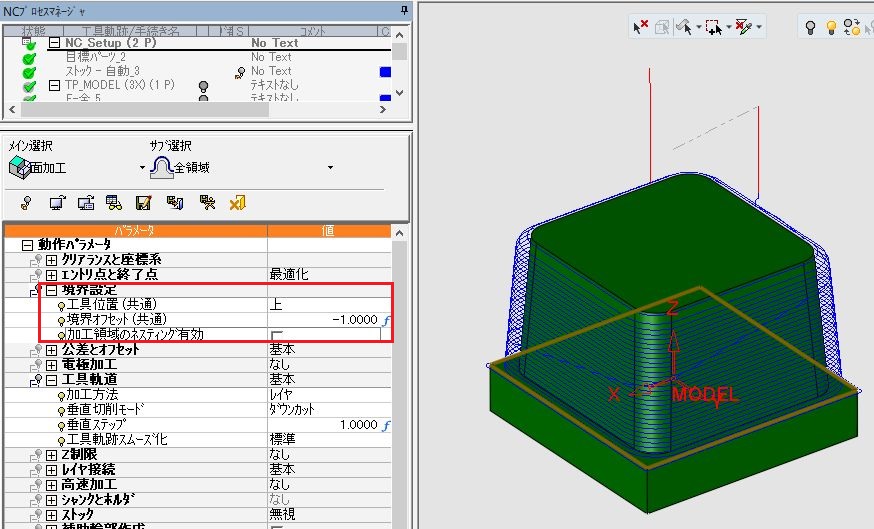 NCプロセスマネージャ
状態 工具軌跡/手続き名 コメント C
NC_Setup (2 P) No Text
目標パーツ_2 No Text
ストック - 自動_3 No Text
TP_MODEL (3X) (1 P) テキストなし
テキストなし
メイン選択 サブ選択
面加工 全領域
パラメータ 値
動作パラメータ
クリアランスと座標系
エントリ点と終了点 最適化
境界設定
工具位置(共通) 上
境界オフセット(共通) -1.0000 f
加工領域のネスティング有効
公差とオフセット 基本
電極加工 なし
工具軌道 基本
加工方法 レイヤ
垂直切削モード ダウンカット
垂直ステップ 1.0000 f
工具軌跡スムーズ化 標準
Z制限 なし
レイヤ接続 基本
高速加工 なし
シャンクとホルダ なし
ストック 無視
補助輪郭作成
Z
X MODEL Y